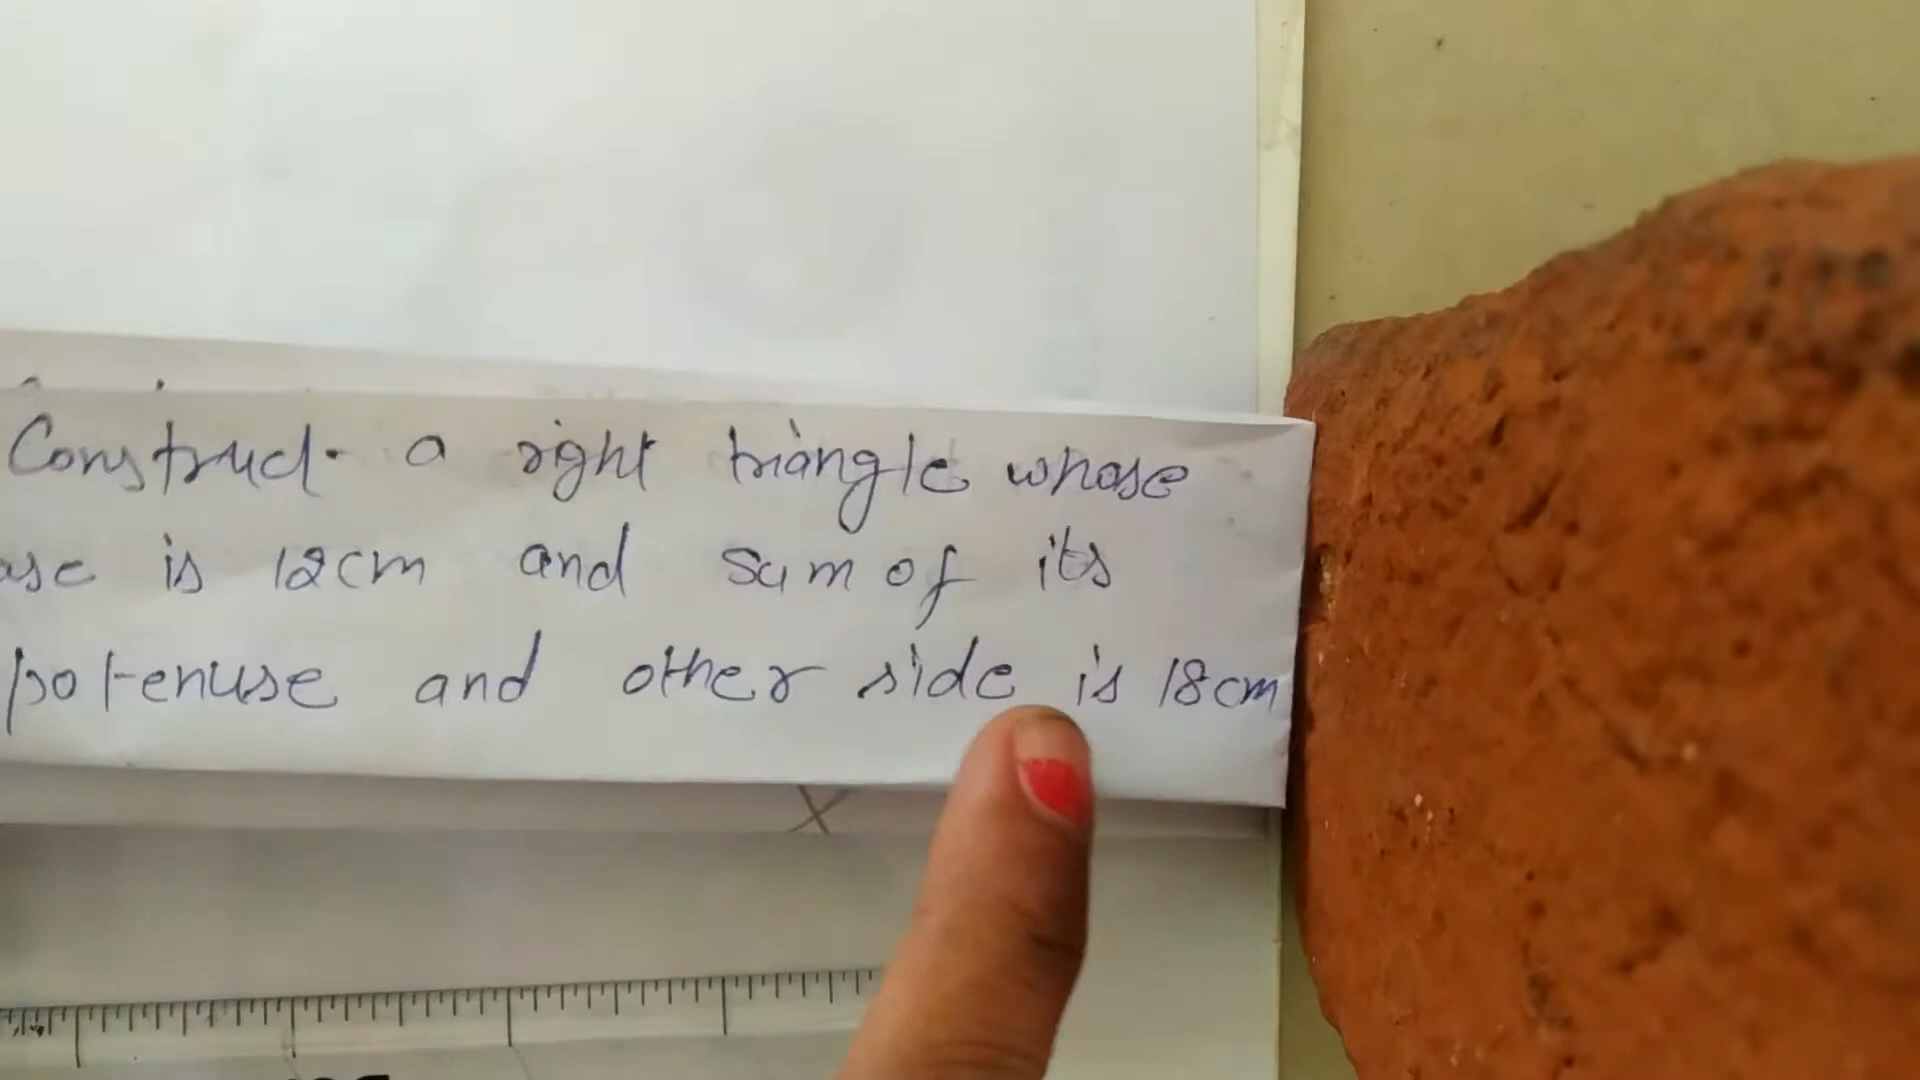 Construct a right triangle whose
ase is 12cm and sum of its
potenuse and other side is 18cm